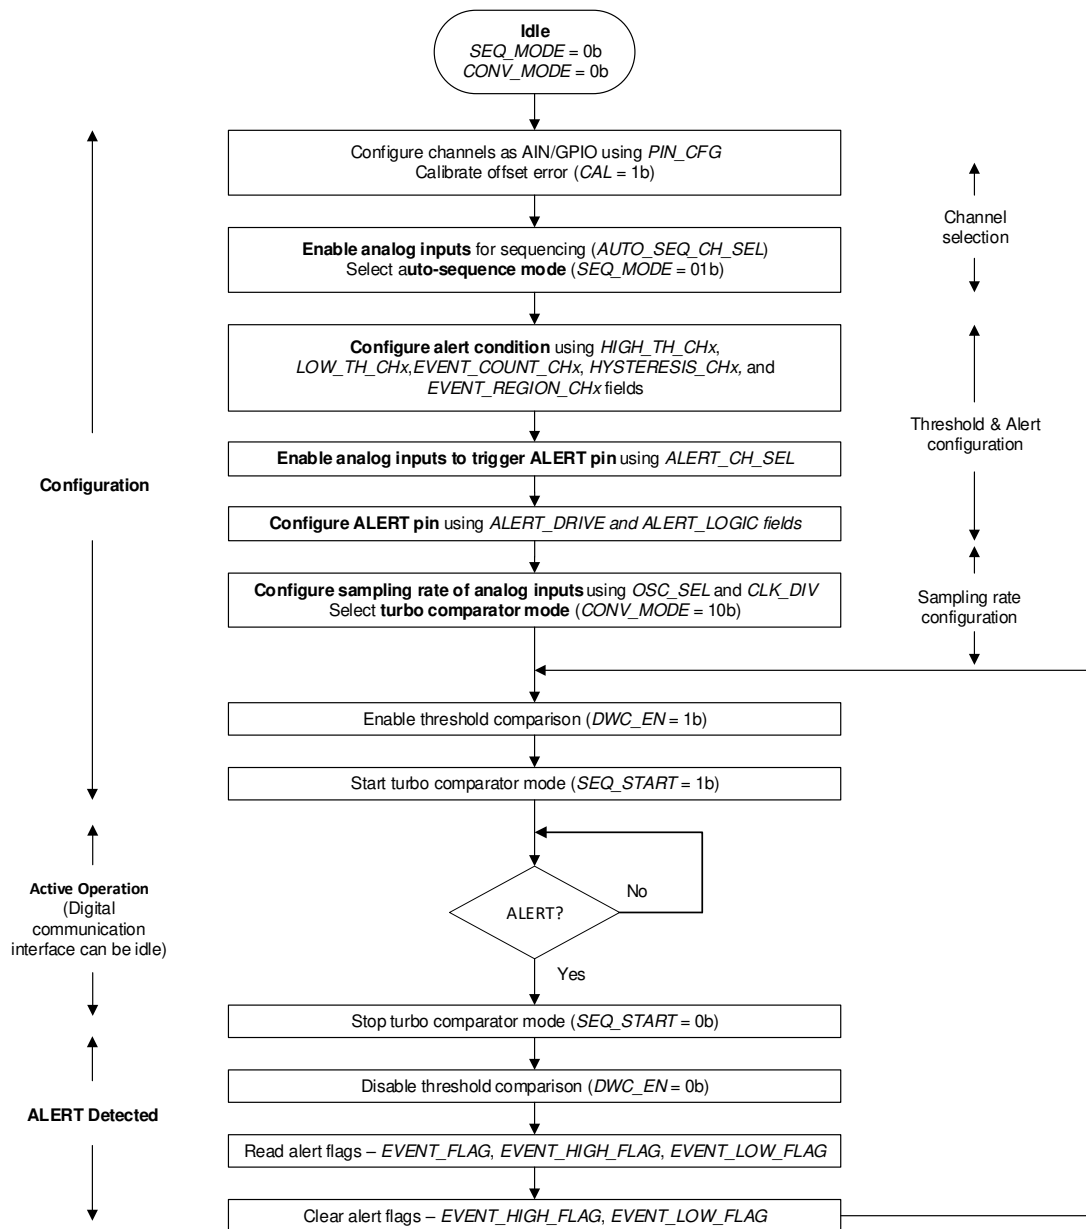 Idle
SEQ_MODE = 0b
CONV_MODE = 0b
Configure channels as AIN/GPIO using PIN_CFG
Calibrate offset error (CAL = 1b)
Channel
selection
Enable analog inputs for sequencing (AUTO_SEQ_CH_SEL)
Select auto-sequence mode (SEQ_MODE = 01b)
Configure alert condition using HIGH_TH_CHx,
LOW_TH_CHx,EVENT_COUNT_CHx, HYSTERESIS_CHx, and
EVENT_REGION_CHx fields
Threshold & Alert
configuration
Enable analog inputs to trigger ALERT pin using ALERT_CH_SEL
Configuration
Configure ALERT pin using ALERT_DRIVE and ALERT_LOGIC fields
Configure sampling rate of analog inputs using OSC_SEL and CLK_DIV
Select turbo comparator mode (CONV_MODE = 10b)
Sampling rate
configuration
Enable threshold comparison (DWC_EN = 1b)
Start turbo comparator mode (SEQ_START = 1b)
Active Operation
(Digital
communication
interface can be idle)
ALERT?
No
Yes
Stop turbo comparator mode (SEQ_START = 0b)
Disable threshold comparison (DWC_EN = 0b)
ALERT Detected
Read alert flags – EVENT_FLAG, EVENT_HIGH_FLAG, EVENT_LOW_FLAG
Clear alert flags – EVENT_HIGH_FLAG, EVENT_LOW_FLAG